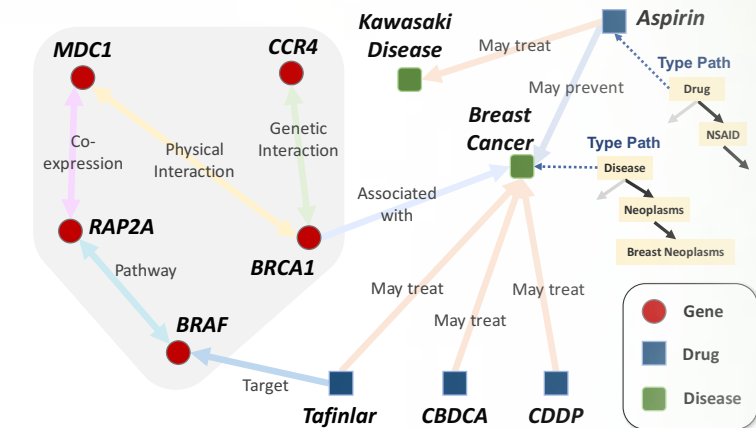 Kawasaki
Disease
Aspirin
MDC1
CCR4
May treat
Type Path
Drug
May prevent
NSAID
Breast
Cancer
Co-
expression
Physical
Interaction
Genetic
Interaction
Type Path
Disease
Associated
with
Neoplasms
RAP2A
BRCA1
Breast Neoplasms
Pathway
May treat
May treat
May treat
BRAF
Target
Tafinlar
CBDCA
CDDP
Gene
Drug
Disease